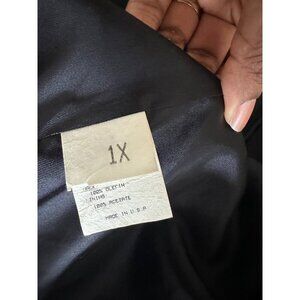 1X
100% OLEFIN
LINING
100% ACETATE
MADE IN U S A